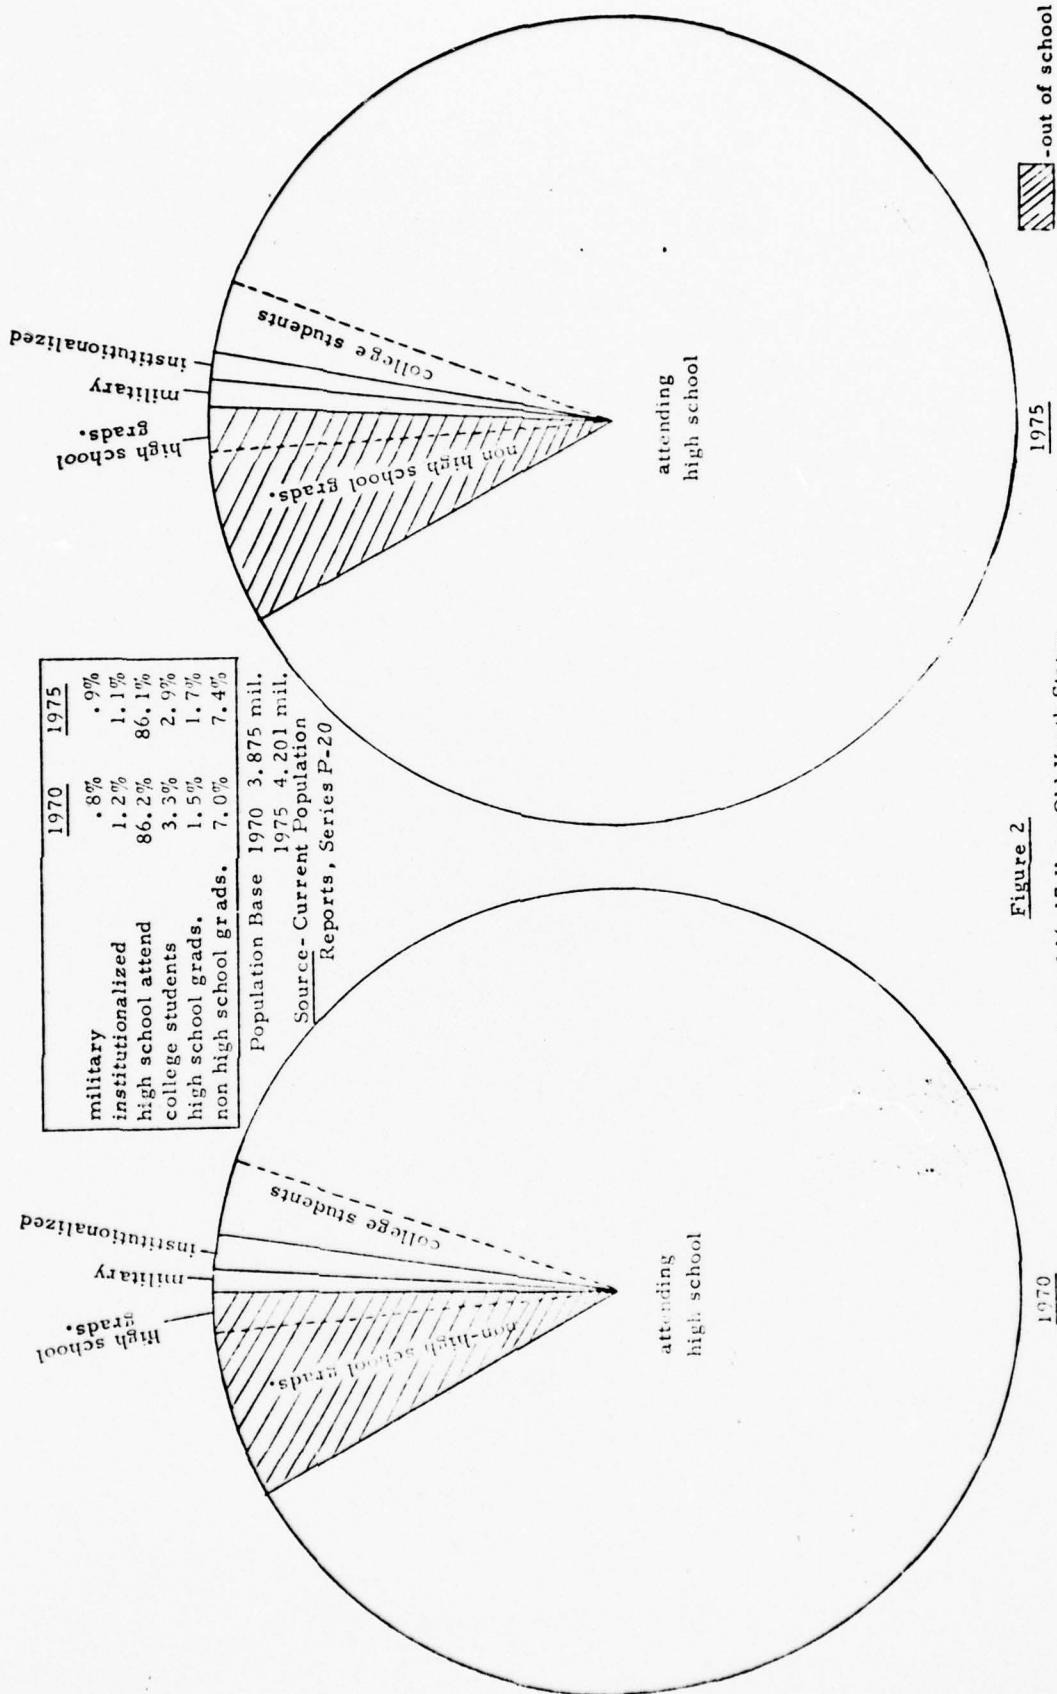 1970 1975
military .8% .9%
institutionalized 1.2% 1.1%
high school attend 86.2% 86.1%
college students 3.3% 2.9%
high school grads. 1.5% 1.7%
non high school grads. 7.0% 7.4%
Population Base 1970 3.875 mil.
1975 4.201 mil.
Source- Current Population
Reports, Series P-20
High school
grads.
military
institutionalized
college students
non-high school grads.
attending
high school
1970
high school
grads.
military
institutionalized
college students
non high school grads.
attending
high school
1975
-out of school
Figure 2